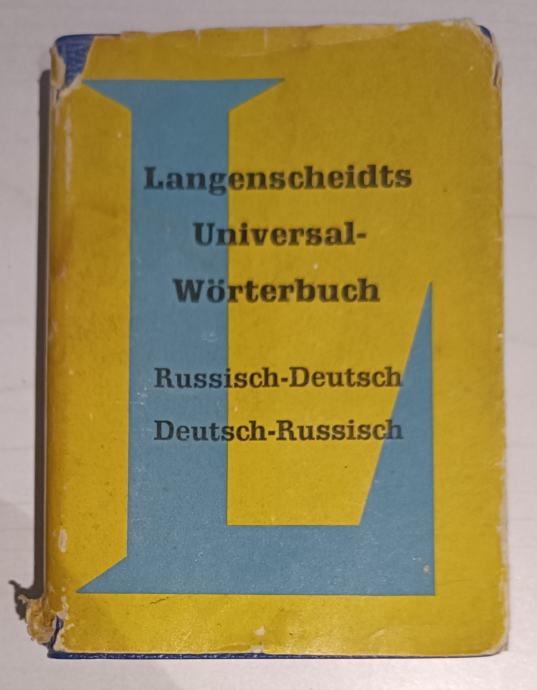 Langenscheidts
Universal-
Wörterbuch
Russisch-Deutsch
Deutsch-Russisch